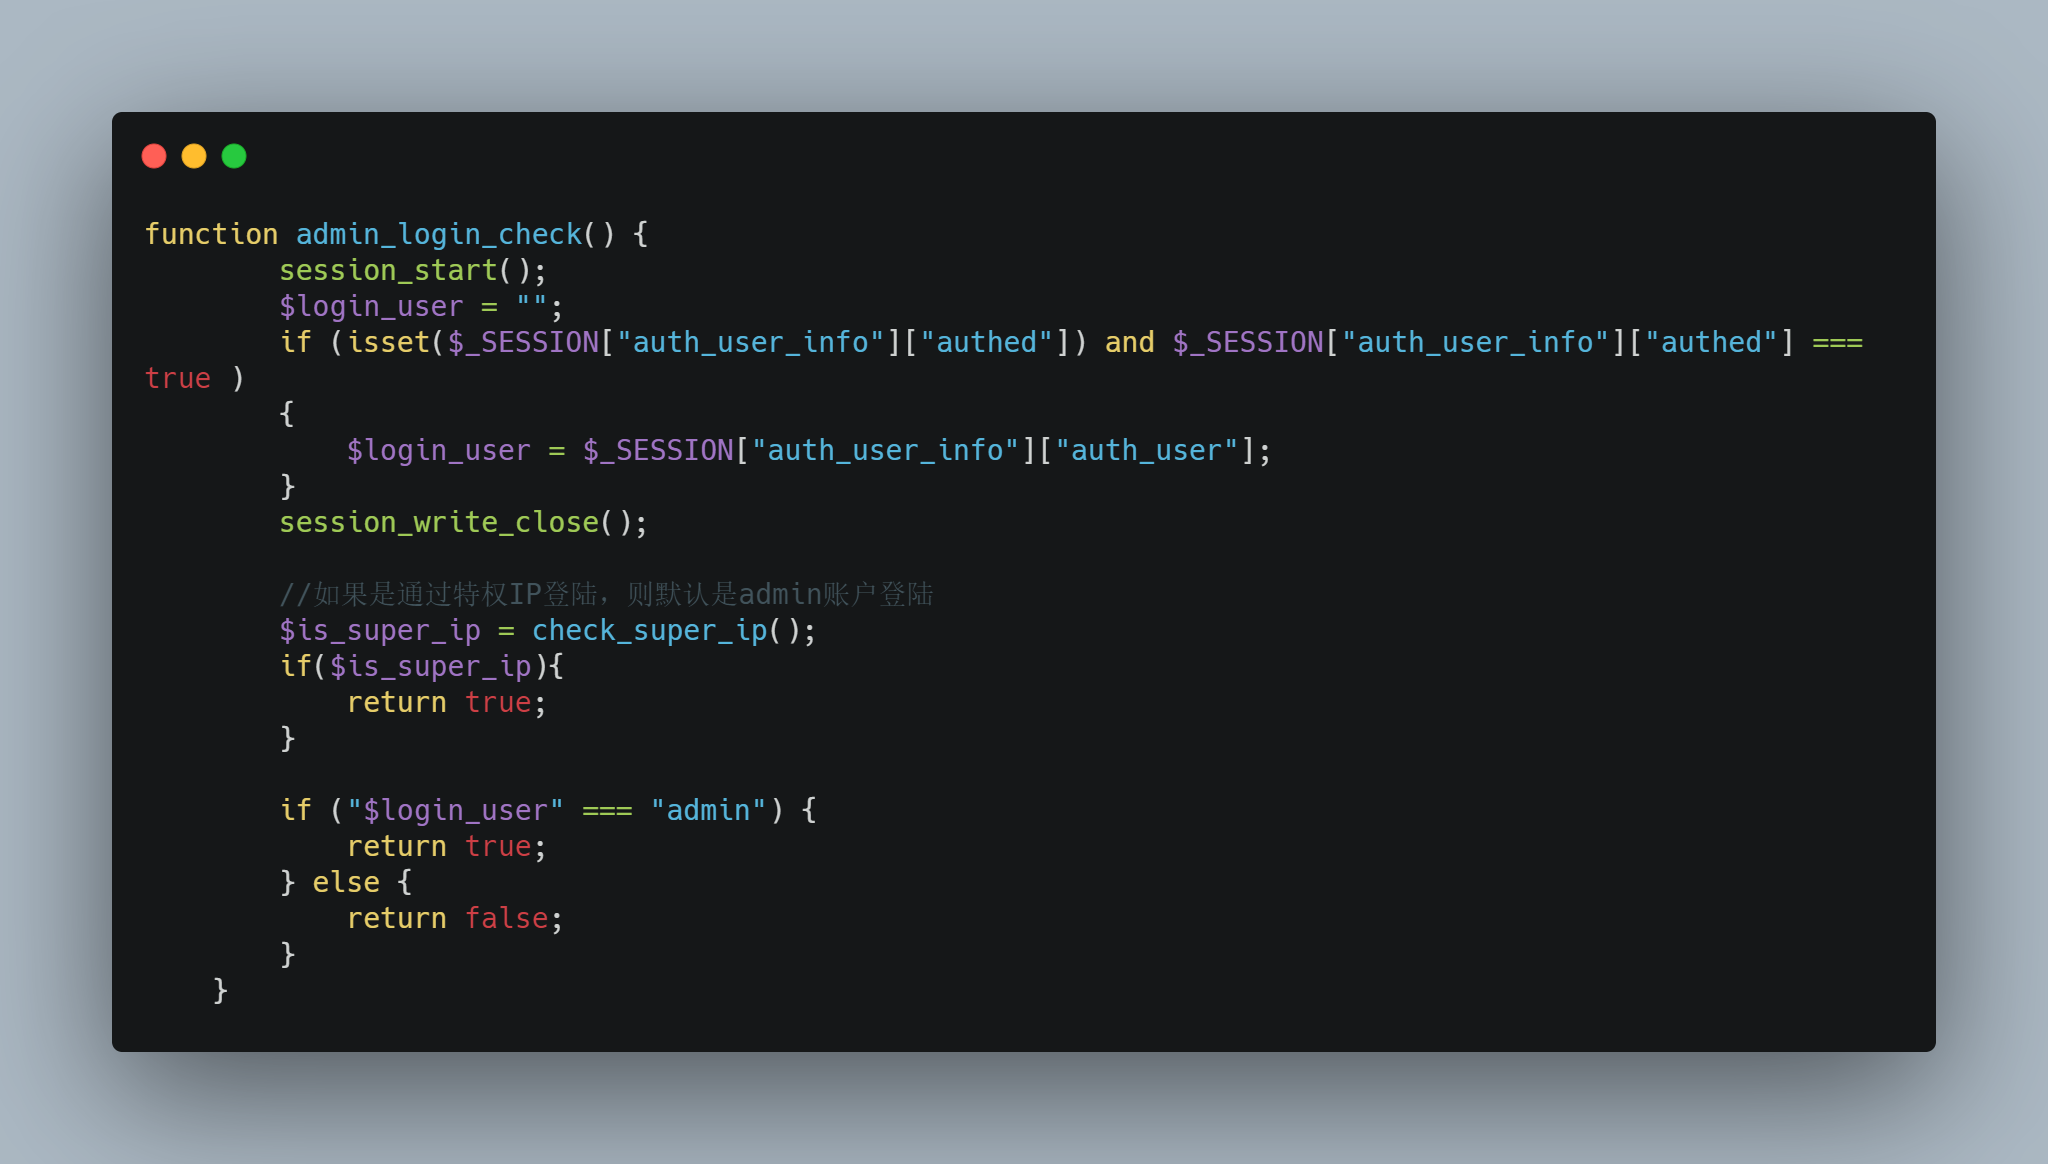 function admin_login_check() {
        session_start();
        $login_user = "";
        if (isset($_SESSION["auth_user_info"]["authed"]) and $_SESSION["auth_user_info"]["authed"] ===
true )
        {
            $login_user = $_SESSION["auth_user_info"]["auth_user"];
        }
        session_write_close();

        //如果是通过特权IP登陆，则默认是admin账户登陆
        $is_super_ip = check_super_ip();
        if($is_super_ip){
            return true;
        }

        if ("$login_user" === "admin") {
            return true;
        } else {
            return false;
        }
    }